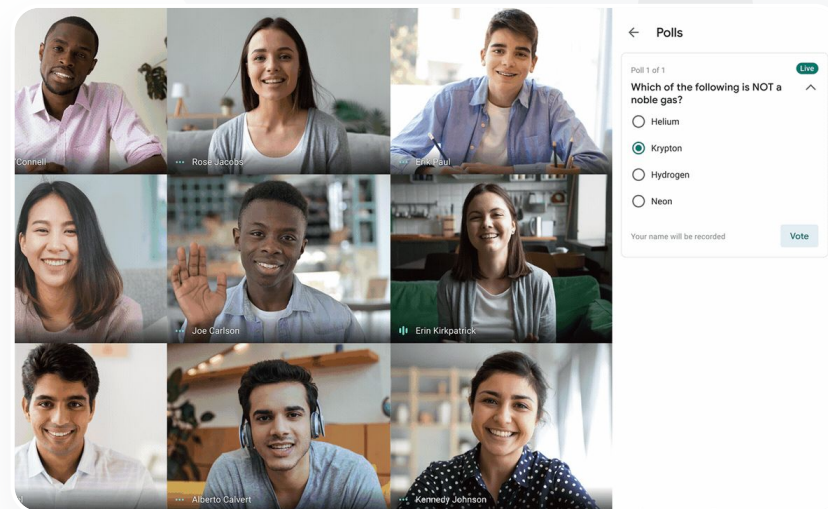 'Connell
Rose Jacobs
Erik Paul
Joe Carlson
Erin Kirkpatrick
Alberto Calvert
Kennedy Johnson
Polls
Poll 1 of 1
Live
Which of the following is NOT a
noble gas?
Helium
Krypton
Hydrogen
Neon
Your name will be recorded
Vote